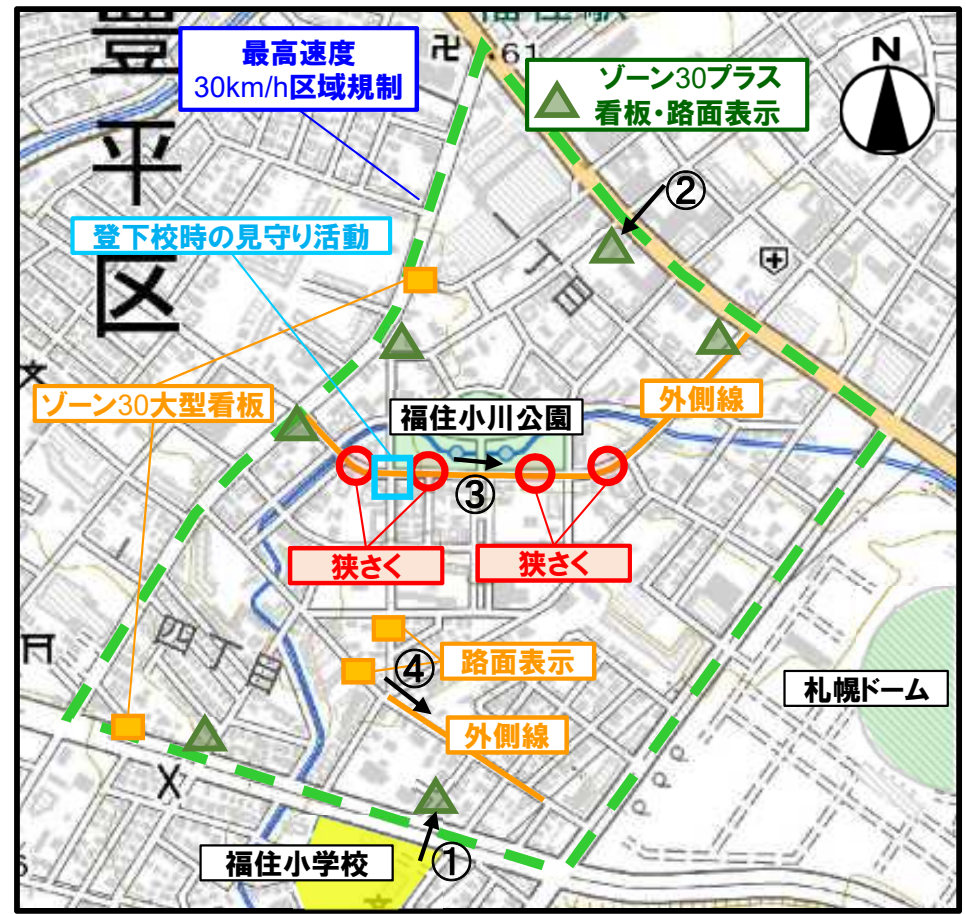 豊平区
福住駅
61
N
最高速度
30km/h区域規制
ゾーン30プラス
看板・路面表示
②
登下校時の見守り活動
丁目
ゾーン30大型看板
外側線
福住小川公園
③
狭さく
狭さく
四丁目
④
路面表示
札幌ドーム
外側線
福住小学校
①